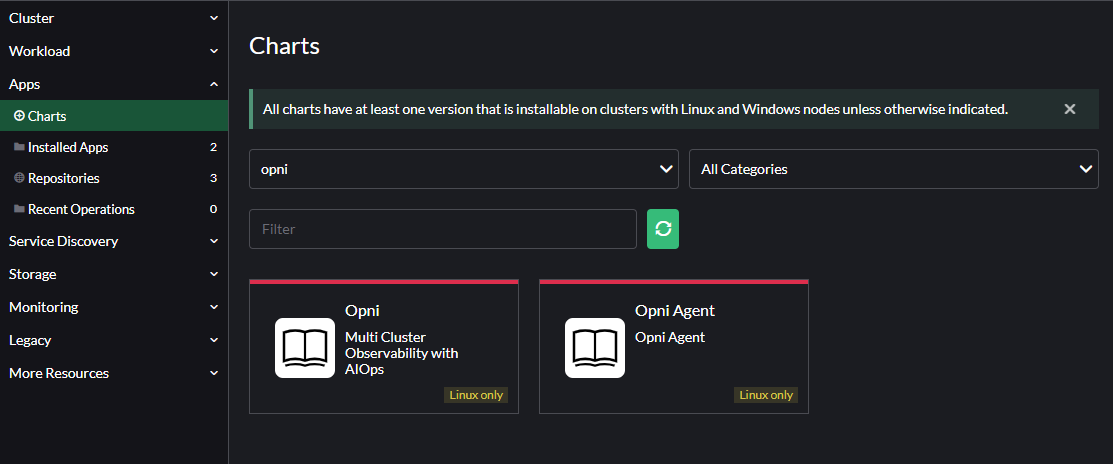 Cluster
Workload
Apps
Charts
Installed Apps 2
Repositories 3
Recent Operations 0
Service Discovery
Storage
Monitoring
Legacy
More Resources
Charts
All charts have at least one version that is installable on clusters with Linux and Windows nodes unless otherwise indicated.
opni
All Categories
Filter
Opni
Multi Cluster
Observability with
AIOps
Linux only
Opni Agent
Opni Agent
Linux only